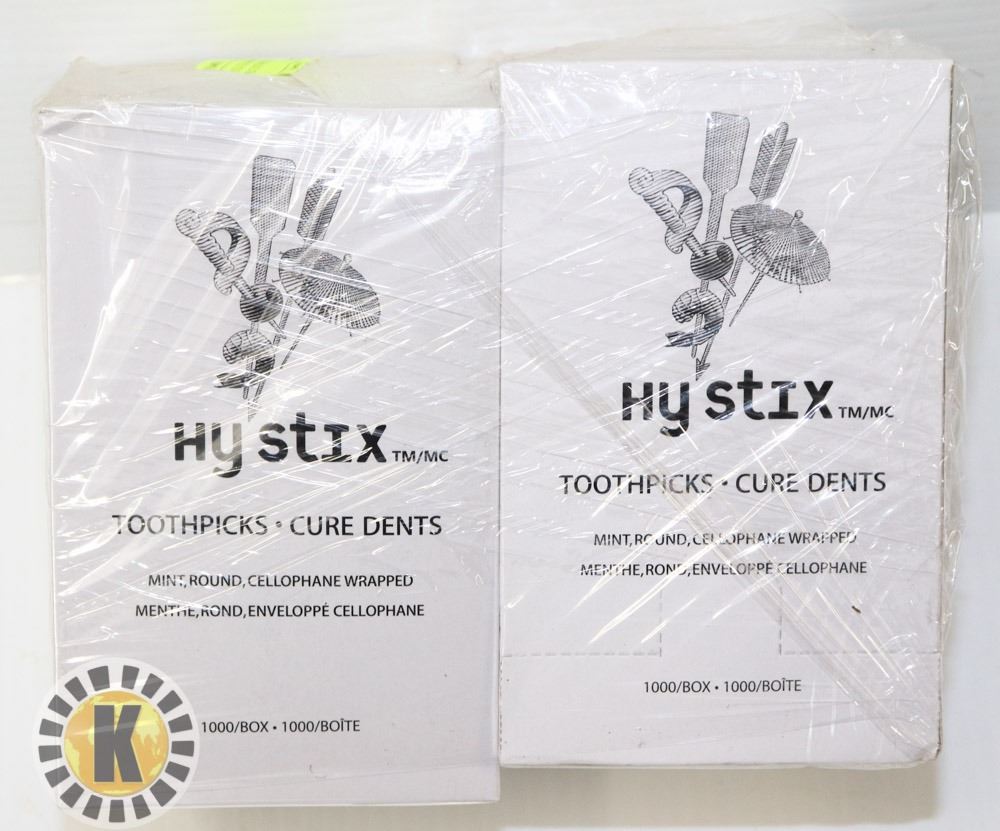 Hy stix TM/MC
TOOTHPICKS • CURE DENTS
MINT, ROUND, CELLOPHANE WRAPPED
MENTHE, ROND, ENVELOPPÉ CELLOPHANE
1000/BOX • 1000/BOÎTE
Hy stix TM/MC
TOOTHPICKS • CURE DENTS
MINT, ROUND, CELLOPHANE WRAPPED
MENTHE, ROND, ENVELOPPÉ CELLOPHANE
1000/BOX • 1000/BOÎTE
K